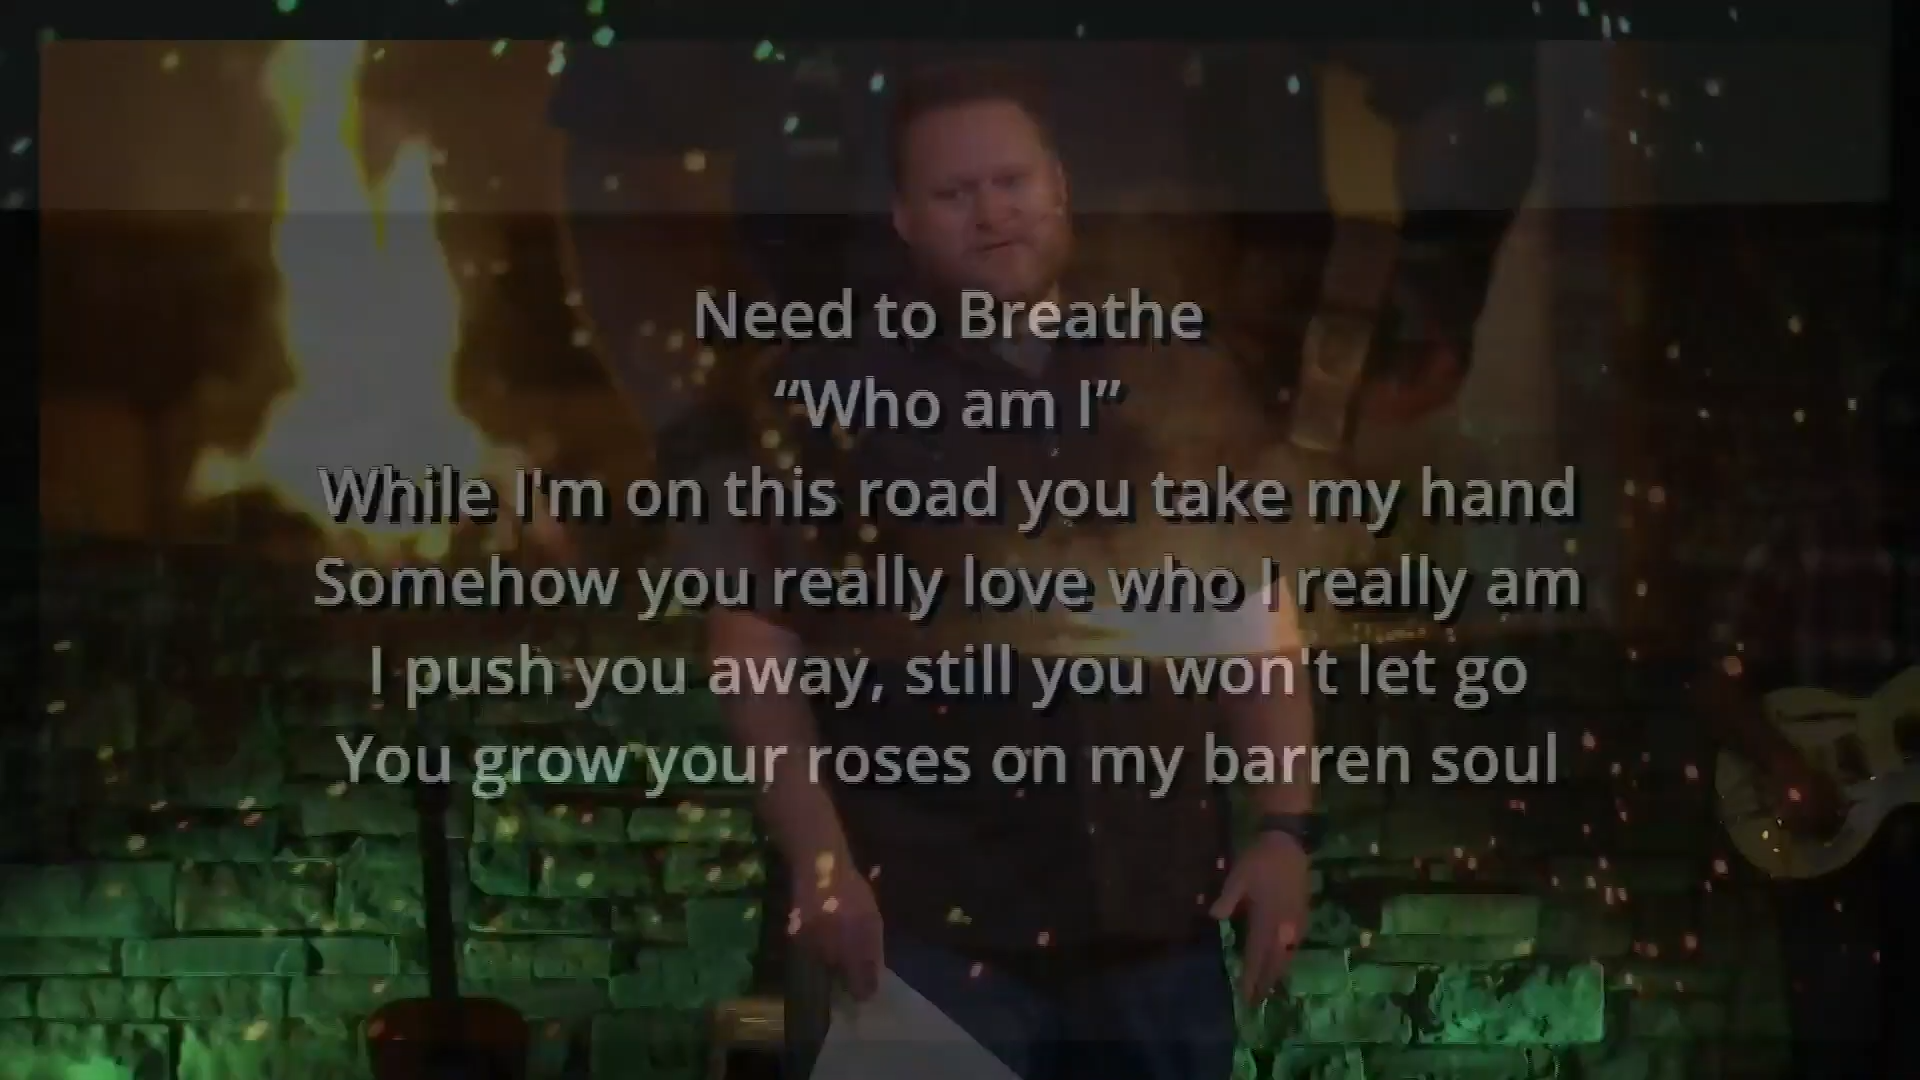 Need to Breathe
“Who am I”
While I'm on this road you take my hand
Somehow you really love who I really am
I push you away, still you won't let go
You grow your roses on my barren soul